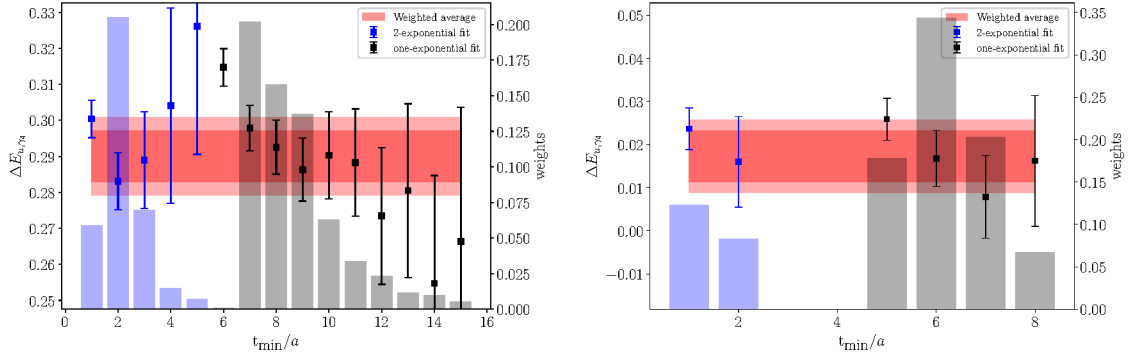 0.33
0.32
0.31
0.30
0.29
0.28
0.27
0.26
0.25
ΔE_{u,γ_4}
0 2 4 6 8 10 12 14 16
t_min/a
0.200
0.175
0.150
0.125
0.100
0.075
0.050
0.025
0.000
weights
Weighted average
2-exponential fit
one-exponential fit
0.05
0.04
0.03
0.02
0.01
0.00
−0.01
ΔE_{u,γ_4}
2 4 6 8
t_min/a
0.35
0.30
0.25
0.20
0.15
0.10
0.05
0.00
weights
Weighted average
2-exponential fit
one-exponential fit